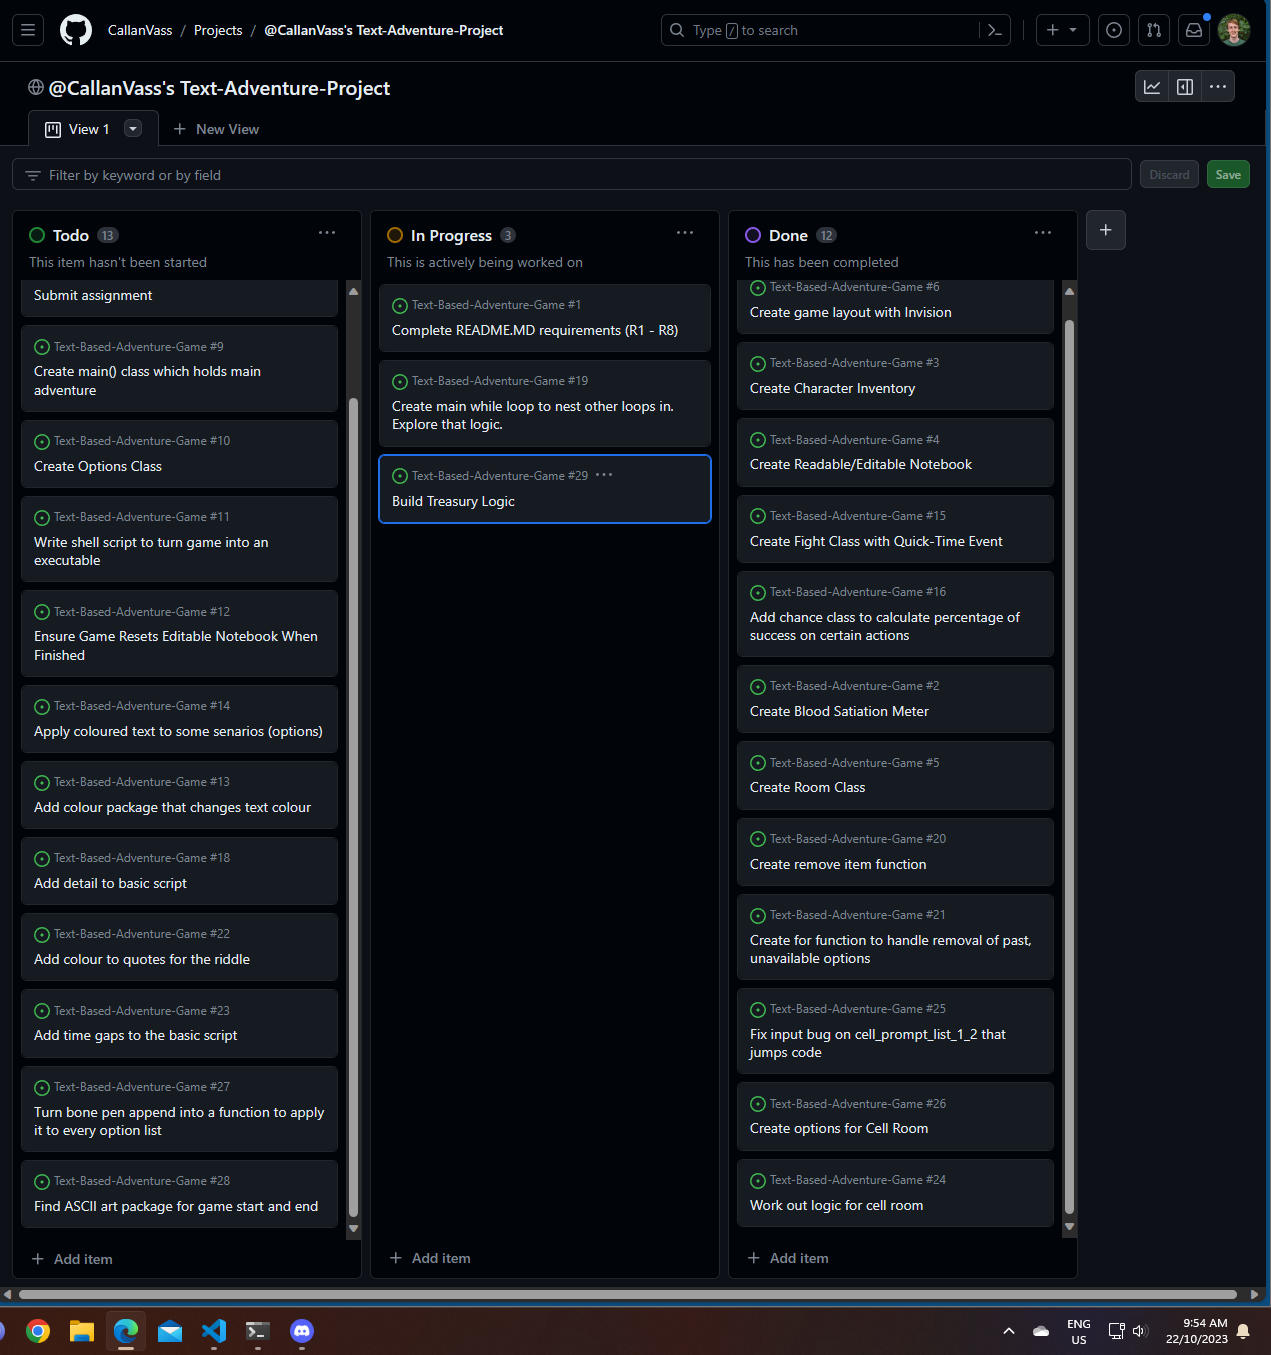 CallanVass / Projects / @CallanVass's Text-Adventure-Project
Type / to search
@CallanVass's Text-Adventure-Project
View 1
New View
Filter by keyword or by field
Discard
Save
Todo 13
This item hasn't been started
Submit assignment
Text-Based-Adventure-Game #9
Create main() class which holds main
adventure
Text-Based-Adventure-Game #10
Create Options Class
Text-Based-Adventure-Game #11
Write shell script to turn game into an
executable
Text-Based-Adventure-Game #12
Ensure Game Resets Editable Notebook When
Finished
Text-Based-Adventure-Game #14
Apply coloured text to some senarios (options)
Text-Based-Adventure-Game #13
Add colour package that changes text colour
Text-Based-Adventure-Game #18
Add detail to basic script
Text-Based-Adventure-Game #22
Add colour to quotes for the riddle
Text-Based-Adventure-Game #23
Add time gaps to the basic script
Text-Based-Adventure-Game #27
Turn bone pen append into a function to apply
it to every option list
Text-Based-Adventure-Game #28
Find ASCII art package for game start and end
Add item
In Progress 3
This is actively being worked on
Text-Based-Adventure-Game #1
Complete README.MD requirements (R1 - R8)
Text-Based-Adventure-Game #19
Create main while loop to nest other loops in.
Explore that logic.
Text-Based-Adventure-Game #29
Build Treasury Logic
Add item
Done 12
This has been completed
Text-Based-Adventure-Game #6
Create game layout with Invision
Text-Based-Adventure-Game #3
Create Character Inventory
Text-Based-Adventure-Game #4
Create Readable/Editable Notebook
Text-Based-Adventure-Game #15
Create Fight Class with Quick-Time Event
Text-Based-Adventure-Game #16
Add chance class to calculate percentage of
success on certain actions
Text-Based-Adventure-Game #2
Create Blood Satiation Meter
Text-Based-Adventure-Game #5
Create Room Class
Text-Based-Adventure-Game #20
Create remove item function
Text-Based-Adventure-Game #21
Create for function to handle removal of past,
unavailable options
Text-Based-Adventure-Game #25
Fix input bug on cell_prompt_list_1_2 that
jumps code
Text-Based-Adventure-Game #26
Create options for Cell Room
Text-Based-Adventure-Game #24
Work out logic for cell room
Add item
ENG
US
9:54 AM
22/10/2023